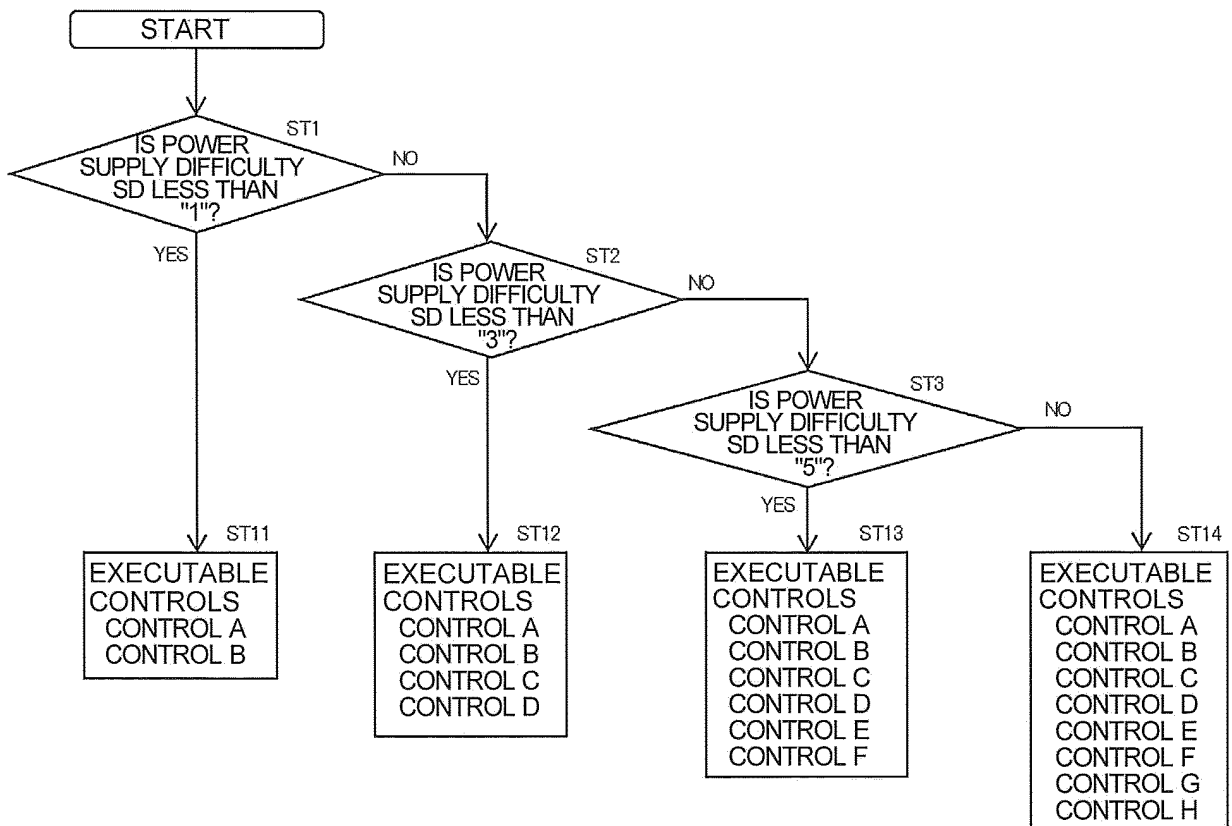 START
ST1
IS POWER
SUPPLY DIFFICULTY
SD LESS THAN
"1"?
NO
YES
ST2
IS POWER
SUPPLY DIFFICULTY
SD LESS THAN
"3"?
NO
YES
ST3
IS POWER
SUPPLY DIFFICULTY
SD LESS THAN
"5"?
NO
YES
ST11
EXECUTABLE
CONTROLS
CONTROL A
CONTROL B
ST12
EXECUTABLE
CONTROLS
CONTROL A
CONTROL B
CONTROL C
CONTROL D
ST13
EXECUTABLE
CONTROLS
CONTROL A
CONTROL B
CONTROL C
CONTROL D
CONTROL E
CONTROL F
ST14
EXECUTABLE
CONTROLS
CONTROL A
CONTROL B
CONTROL C
CONTROL D
CONTROL E
CONTROL F
CONTROL G
CONTROL H